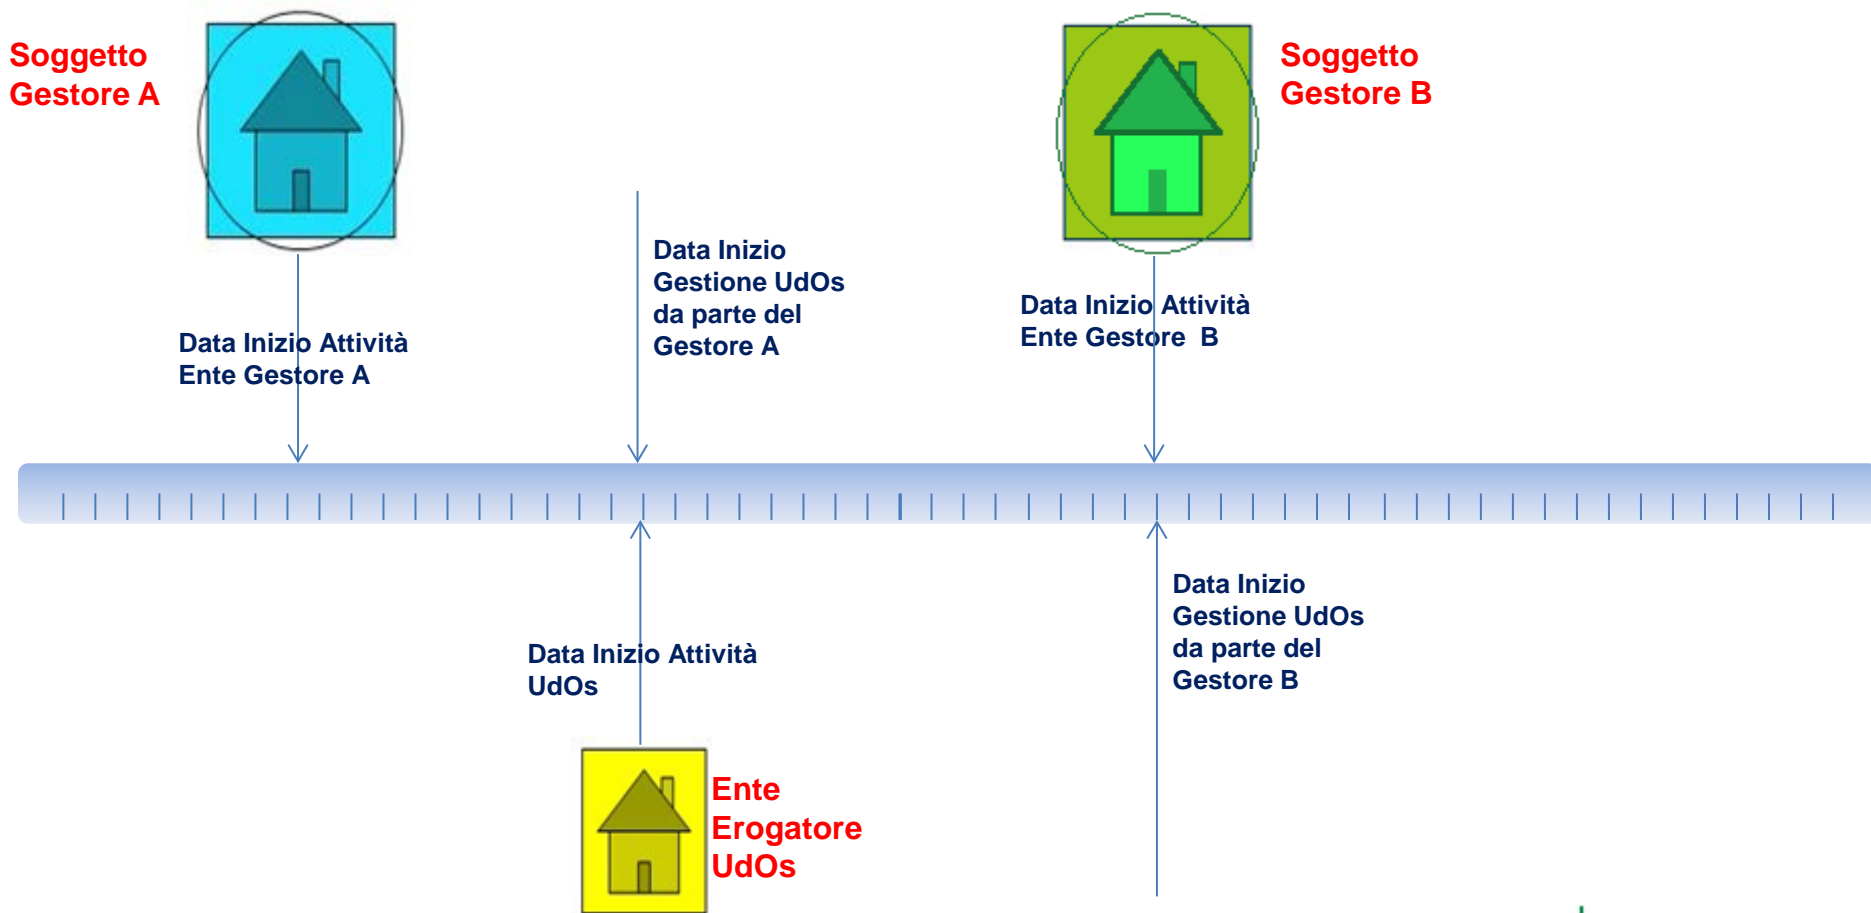 Soggetto
Gestore A
Soggetto
Gestore B
Data Inizio
Gestione UdOs
da parte del
Gestore A
Data Inizio Attività
Ente Gestore B
Data Inizio Attività
Ente Gestore A
Data Inizio
Gestione UdOs
da parte del
Gestore B
Data Inizio Attività
UdOs
Ente
Erogatore
UdOs